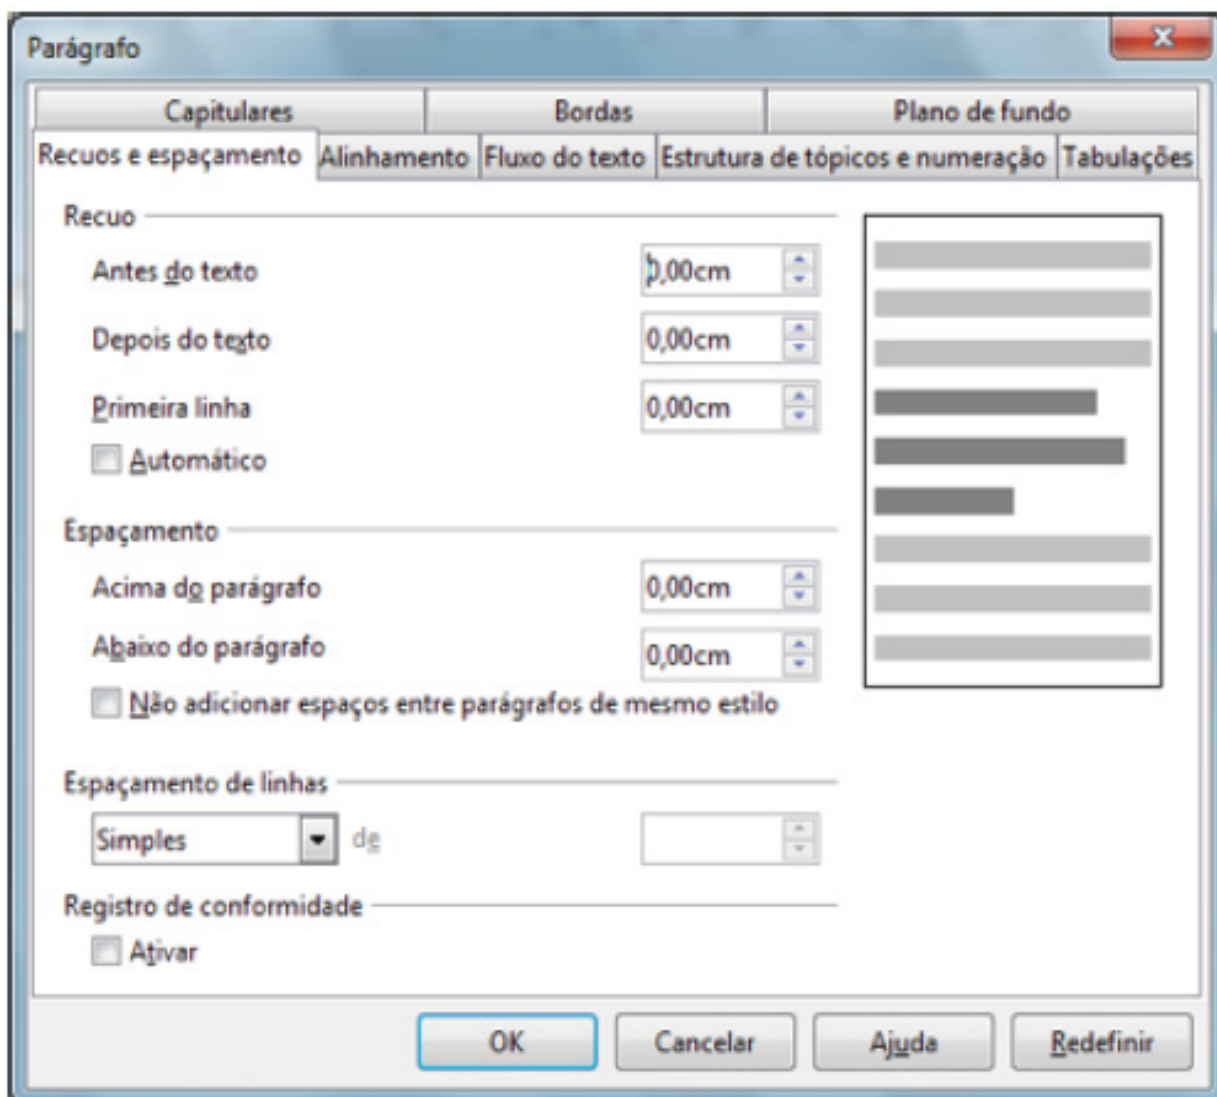 Parágrafo
Capitulares Bordas Plano de fundo
Recuos e espaçamento Alinhamento Fluxo do texto Estrutura de tópicos e numeração Tabulações
Recuo
Antes do texto 0,00cm
Depois do texto 0,00cm
Primeira linha 0,00cm
Automático
Espaçamento
Acima do parágrafo 0,00cm
Abaixo do parágrafo 0,00cm
Não adicionar espaços entre parágrafos de mesmo estilo
Espaçamento de linhas
Simples de
Registro de conformidade
Ativar
OK Cancelar Ajuda Redefinir